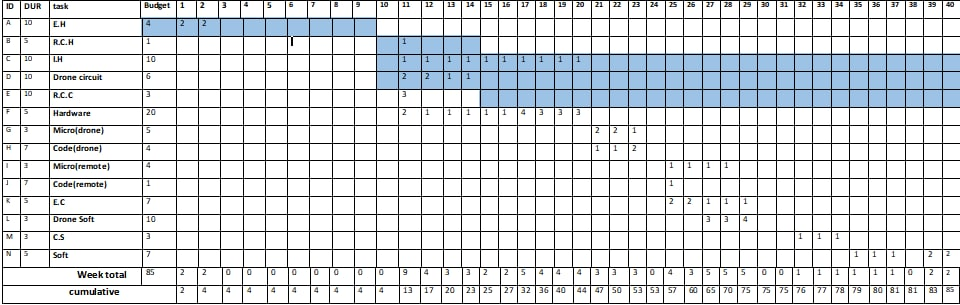 ID DUR task Budget 1 2 3 4 5 6 7 8 9 10 11 12 13 14 15 16 17 18 19 20 21 22 23 24 25 26 27 28 29 30 31 32 33 34 35 36 37 38 39 40
A 10 E.H 4 2 2
B 5 R.C.H 1 1
C 10 I.H 10 1 1 1 1 1 1 1 1 1 1
D 10 Drone circuit 6 2 2 1 1
E 10 R.C.C 3 3
F 5 Hardware 20 2 1 1 1 1 1 4 3 3 3
G 3 Micro(drone) 5 2 2 1
H 7 Code(drone) 4 1 1 2
I 3 Micro(remote) 4 1 1 1 1
J 7 Code(remote) 1 1
K 5 E.C 7 2 2 1 1 1
L 3 Drone Soft 10 3 3 4
M 3 C.S 3 1 1 1
N 5 Soft 7 1 1 1 2 2
Week total 85 2 2 0 0 0 0 0 0 0 0 9 4 3 3 2 2 5 4 4 4 3 3 3 0 4 3 5 5 5 0 0 1 1 1 1 1 1 0 2 2
cumulative 2 4 4 4 4 4 4 4 4 4 13 17 20 23 25 27 32 36 40 44 47 50 53 53 57 60 65 70 75 75 75 76 77 78 79 80 81 81 83 85